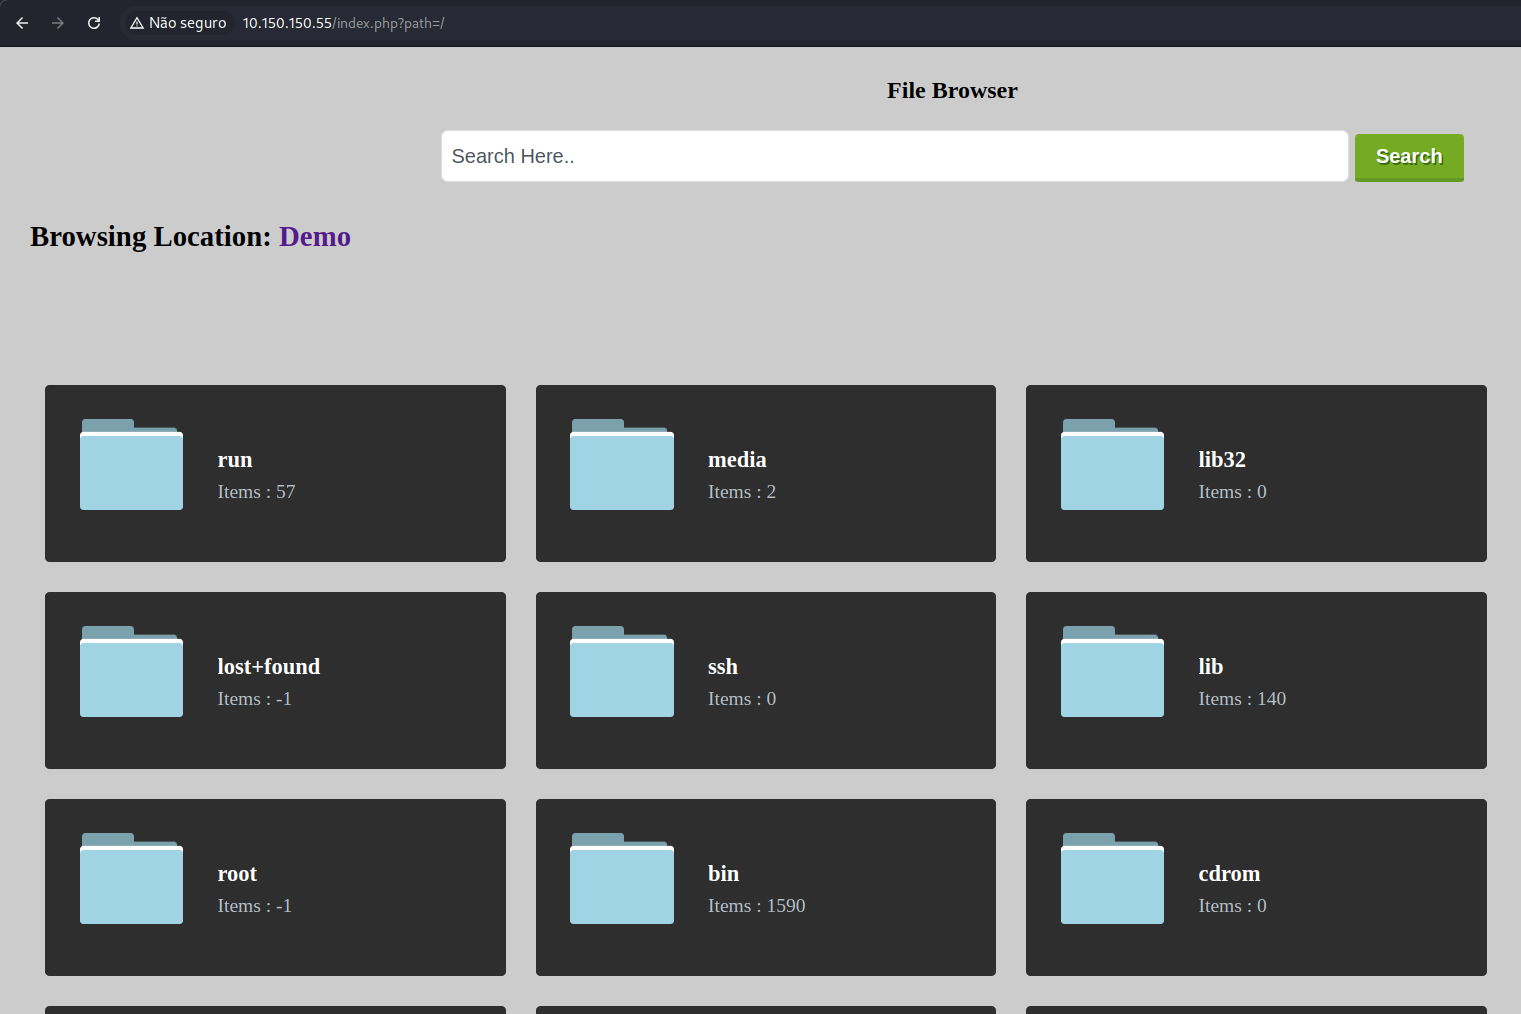 Não seguro 10.150.150.55/index.php?path=/
File Browser
Search Here.. Search
Browsing Location: Demo
run
Items : 57
media
Items : 2
lib32
Items : 0
lost+found
Items : -1
ssh
Items : 0
lib
Items : 140
root
Items : -1
bin
Items : 1590
cdrom
Items : 0